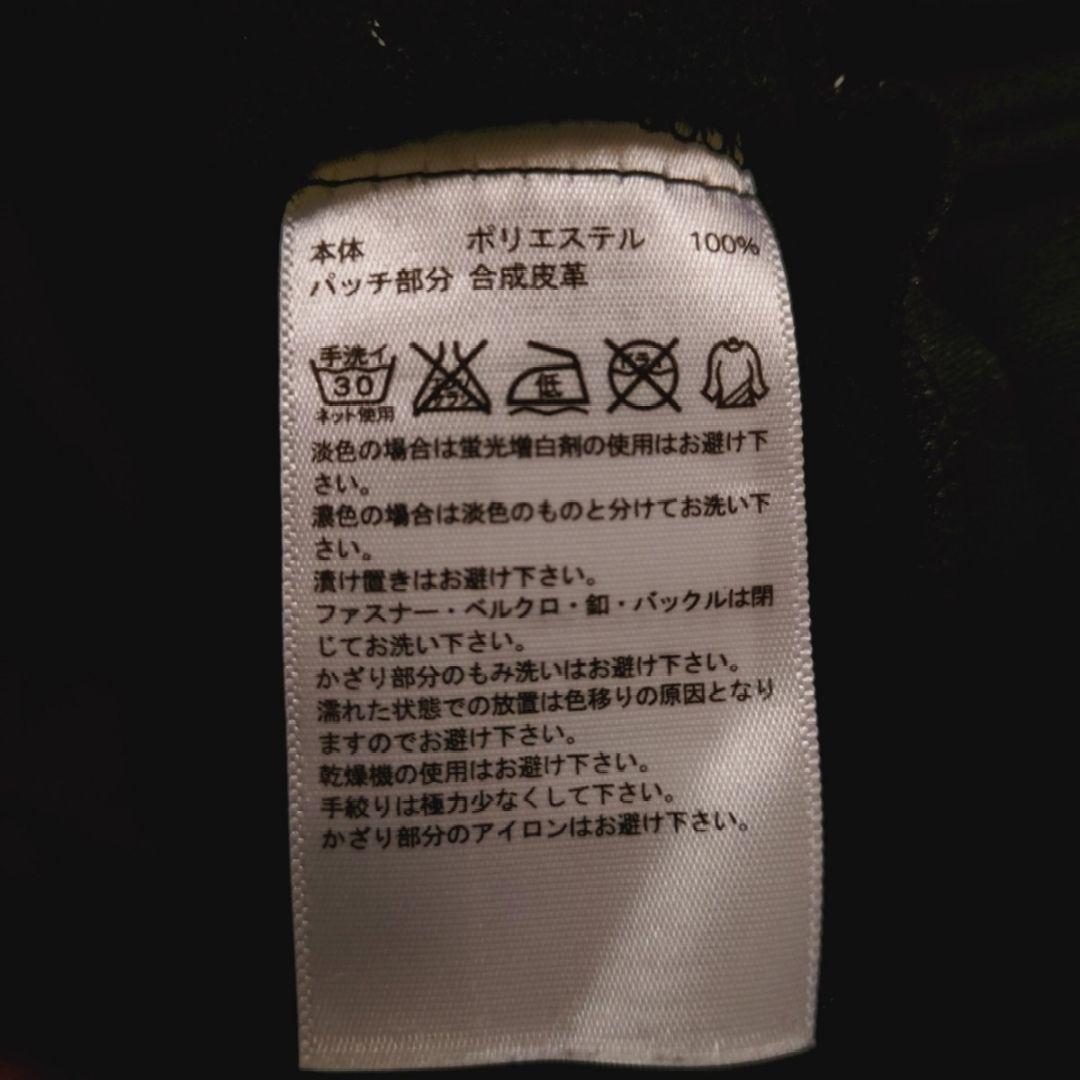 本体 ポリエステル 100%
パッチ部分 合成皮革
手洗イ
30
ネット使用
低
淡色の場合は蛍光増白剤の使用はお避け下
さい。
濃色の場合は淡色のものと分けてお洗い下
さい。
漬け置きはお避け下さい。
ファスナー・ベルクロ・釦・バックルは閉
じてお洗い下さい。
かざり部分のもみ洗いはお避け下さい。
濡れた状態での放置は色移りの原因となり
ますのでお避け下さい。
乾燥機の使用はお避け下さい。
手絞りは極力少なくして下さい。
かざり部分のアイロンはお避け下さい。